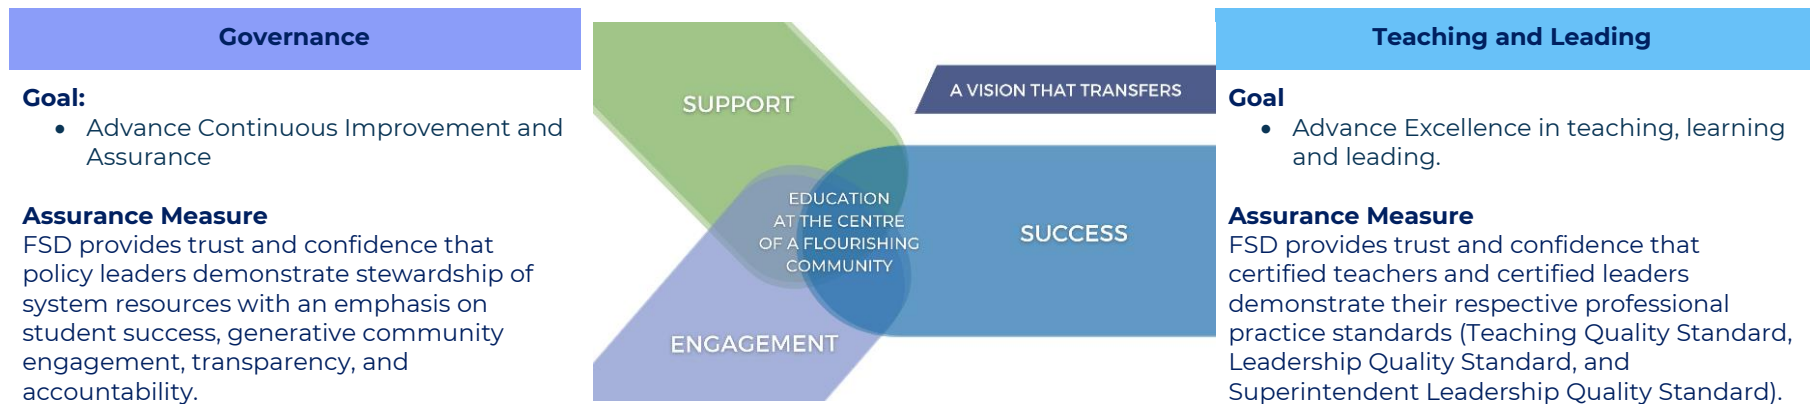 Governance
Goal:
• Advance Continuous Improvement and
Assurance
Assurance Measure
FSD provides trust and confidence that
policy leaders demonstrate stewardship of
system resources with an emphasis on
student success, generative community
engagement, transparency, and
accountability.
SUPPORT
A VISION THAT TRANSFERS
EDUCATION
AT THE CENTRE
OF A FLOURISHING
COMMUNITY
SUCCESS
ENGAGEMENT
Teaching and Leading
Goal
• Advance Excellence in teaching, learning
and leading.
Assurance Measure
FSD provides trust and confidence that
certified teachers and certified leaders
demonstrate their respective professional
practice standards (Teaching Quality Standard,
Leadership Quality Standard, and
Superintendent Leadership Quality Standard).